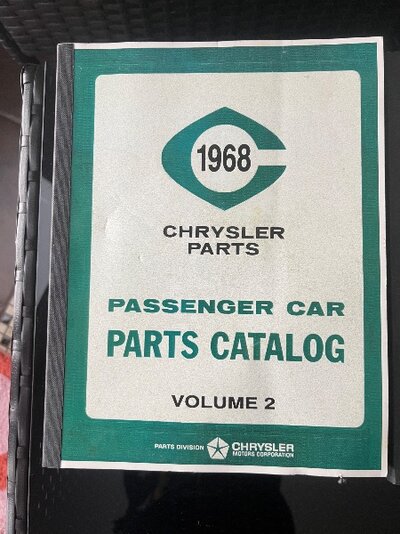 1968
CHRYSLER
PARTS
PASSENGER CAR
PARTS CATALOG
VOLUME 2
PARTS DIVISION CHRYSLER
MOTORS CORPORATION